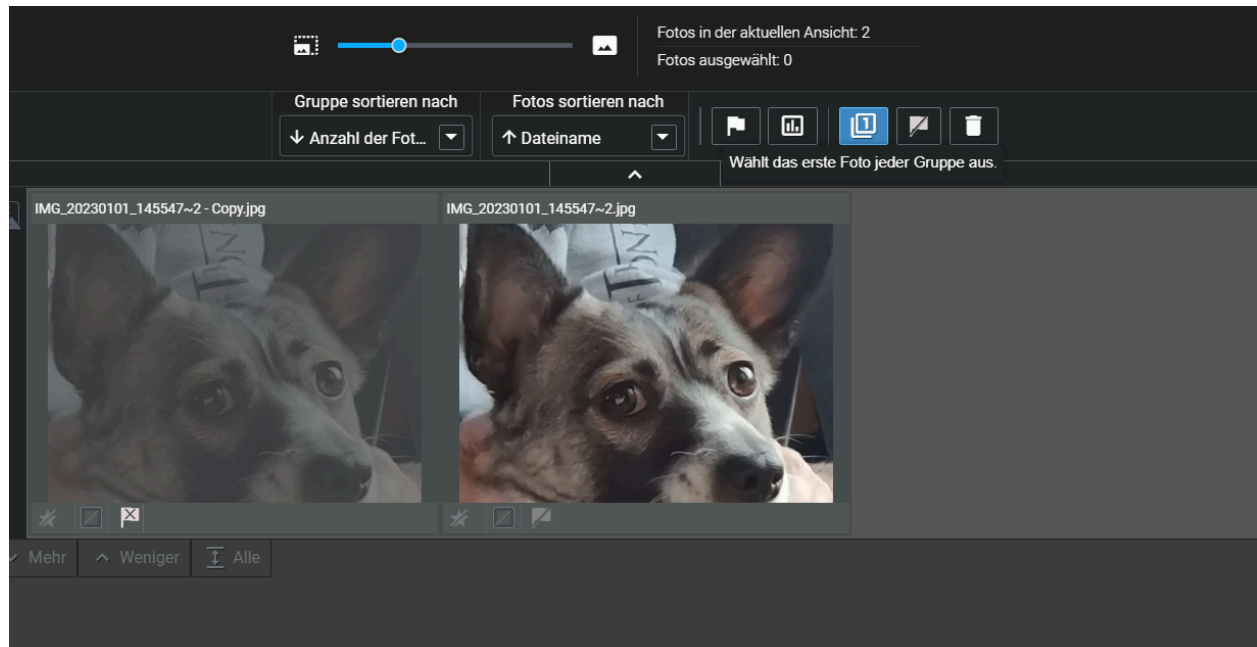 Fotos in der aktuellen Ansicht: 2
Fotos ausgewählt: 0
Gruppe sortieren nach
Fotos sortieren nach
Anzahl der Fot...
Dateiname
1
Wählt das erste Foto jeder Gruppe aus.
IMG_20230101_145547~2 - Copy.jpg
IMG_20230101_145547~2.jpg
Mehr
Weniger
Alle